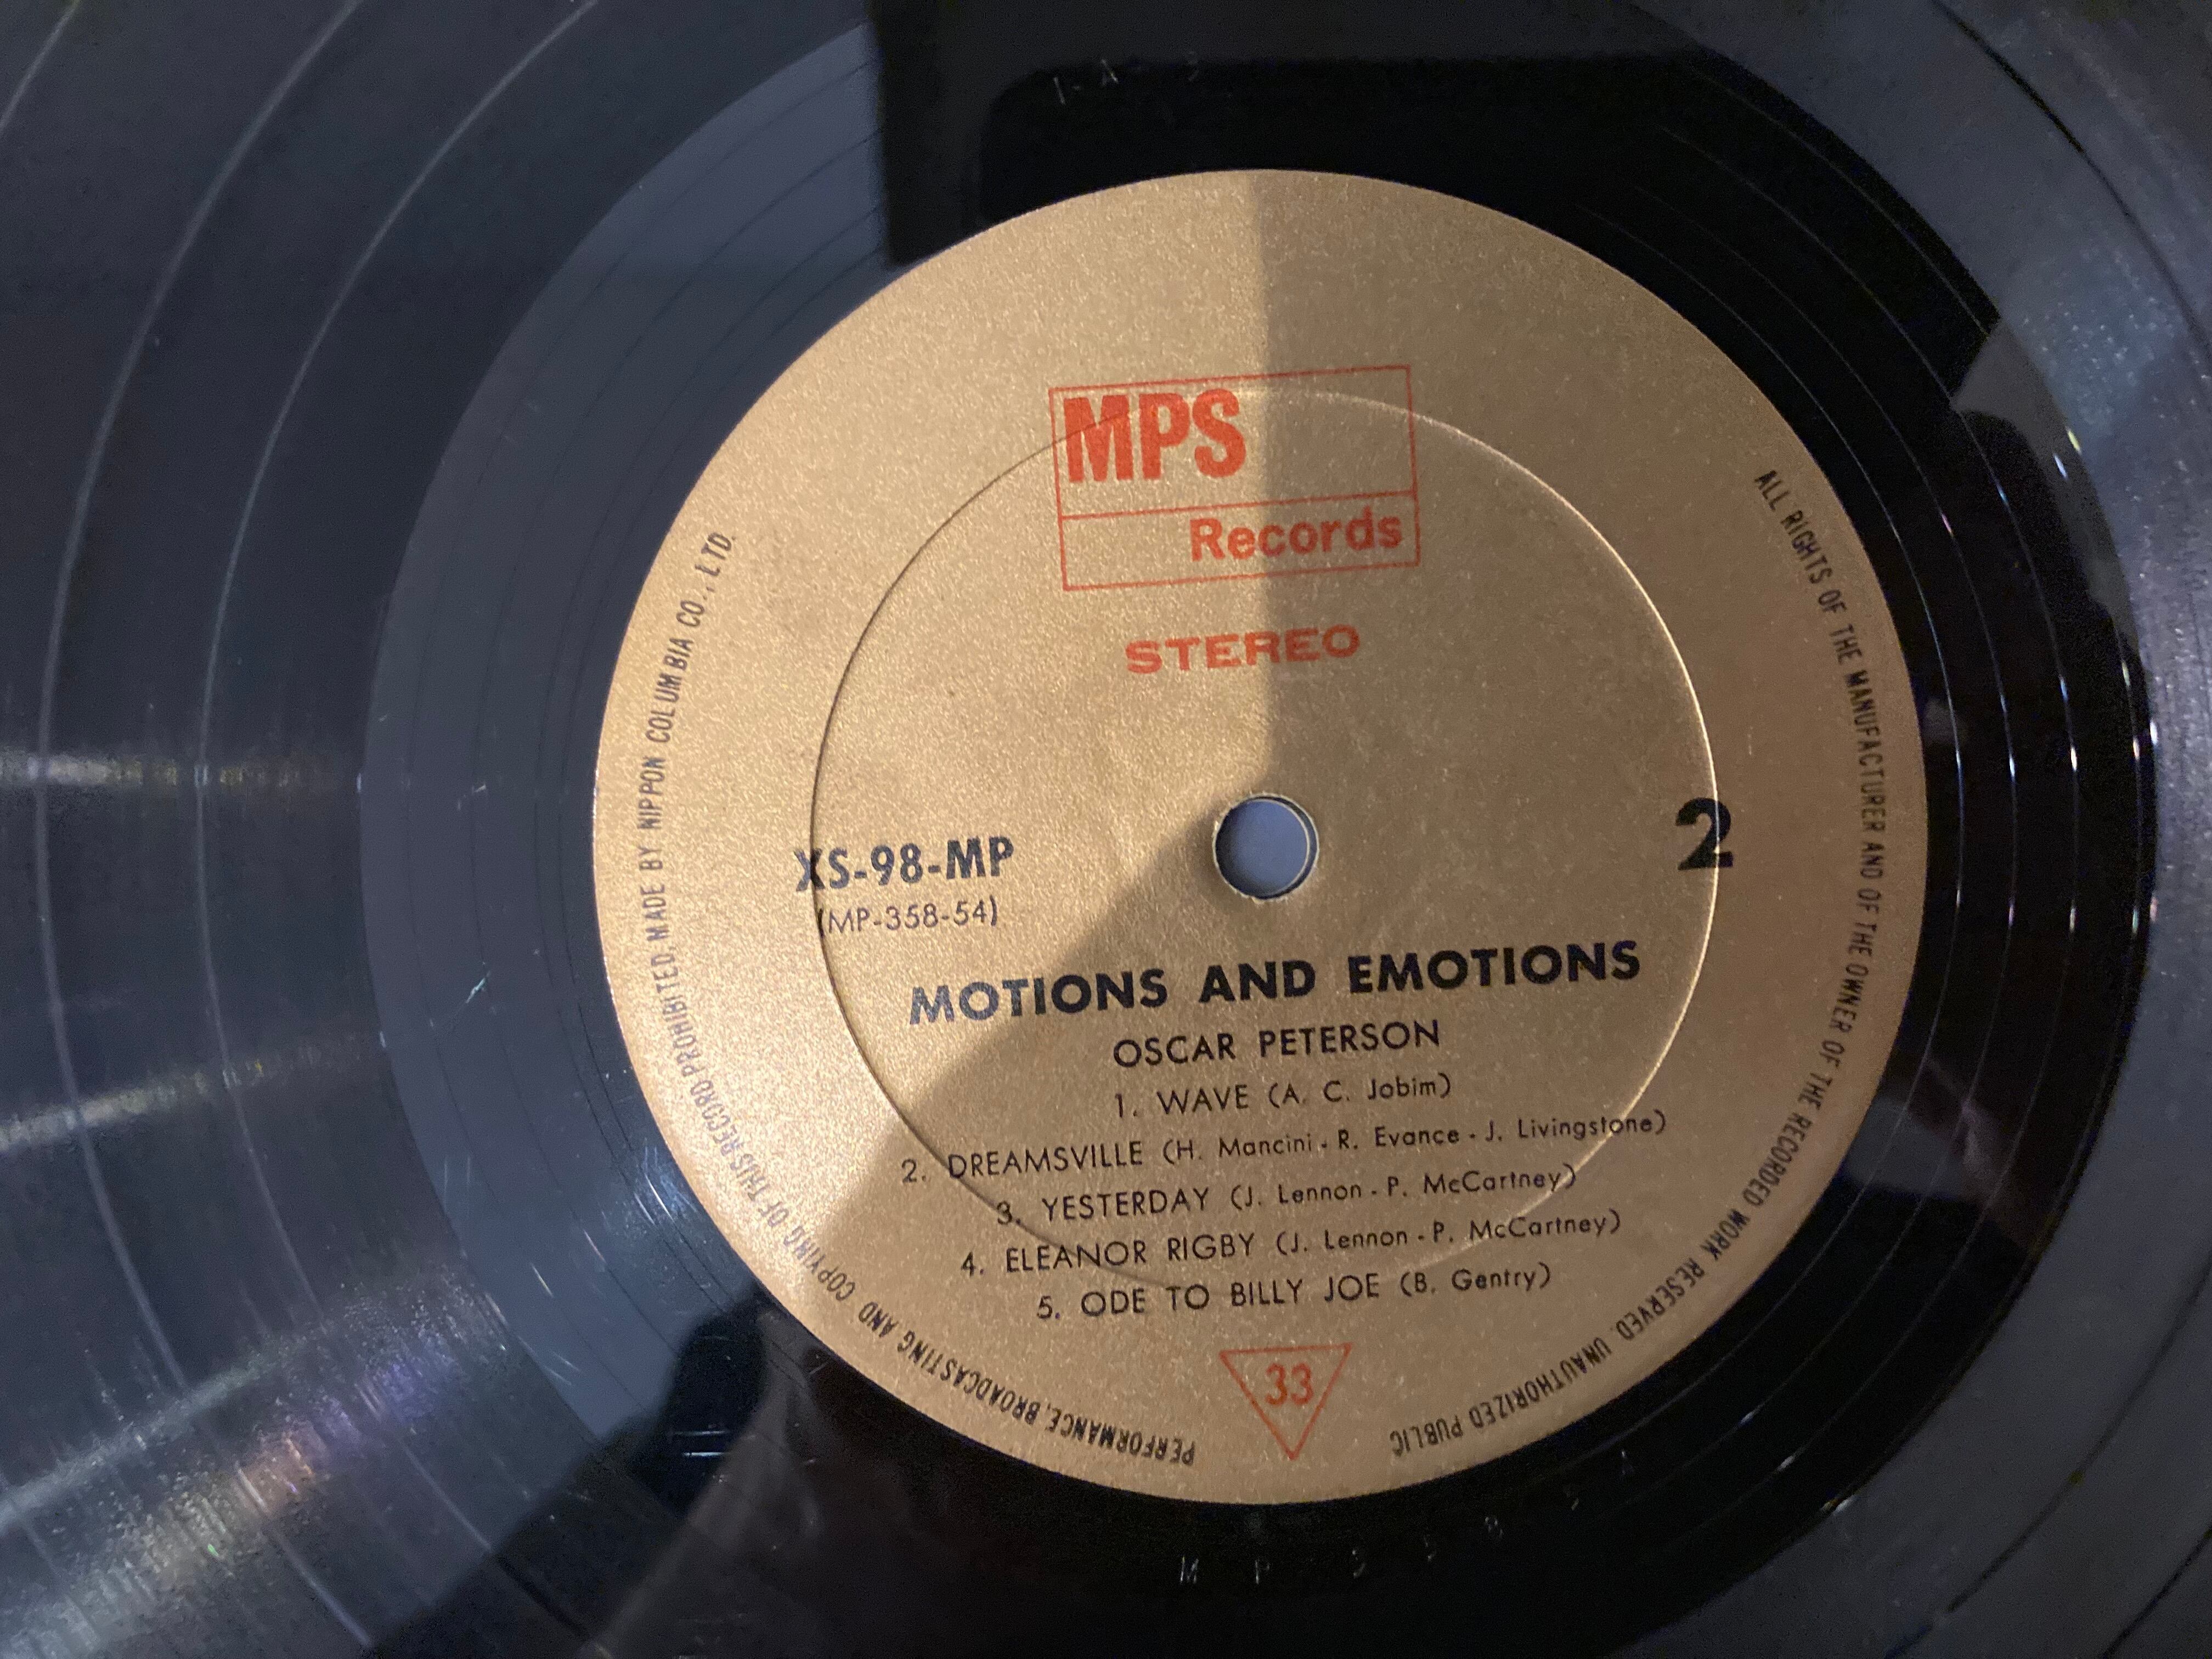 MPS
Records
STEREO
XS-98-MP
(MP-358-54)
2
MOTIONS AND EMOTIONS
OSCAR PETERSON
1. WAVE (A. C. Jobim)
2. DREAMSVILLE (H. Mancini - R. Evance - J. Livingstone)
3. YESTERDAY (J. Lennon - P. McCartney)
4. ELEANOR RIGBY (J. Lennon - P. McCartney)
5. ODE TO BILLY JOE (B. Gentry)
33
ALL RIGHTS OF THE MANUFACTURER AND OF THE OWNER OF THE RECORDED WORK RESERVED. UNAUTHORIZED PUBLIC
PERFORMANCE, BROADCASTING AND COPYING OF THIS RECORD PROHIBITED. MADE BY NIPPON COLUMBIA CO., LTD.